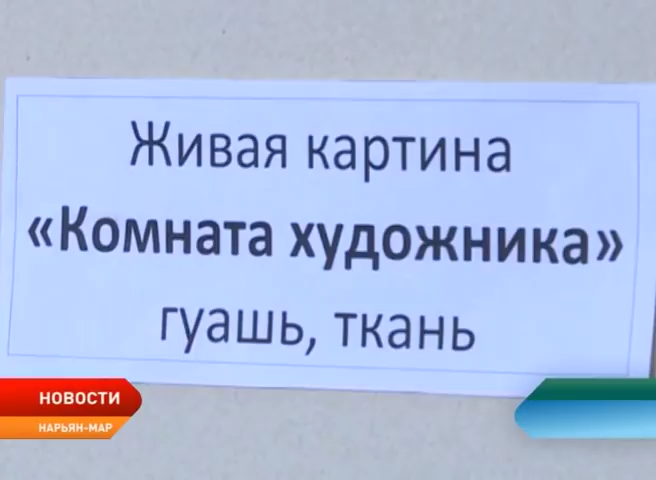 Живая картина
«Комната художника»
гуашь, ткань
НОВОСТИ
НАРЬЯН-МАР